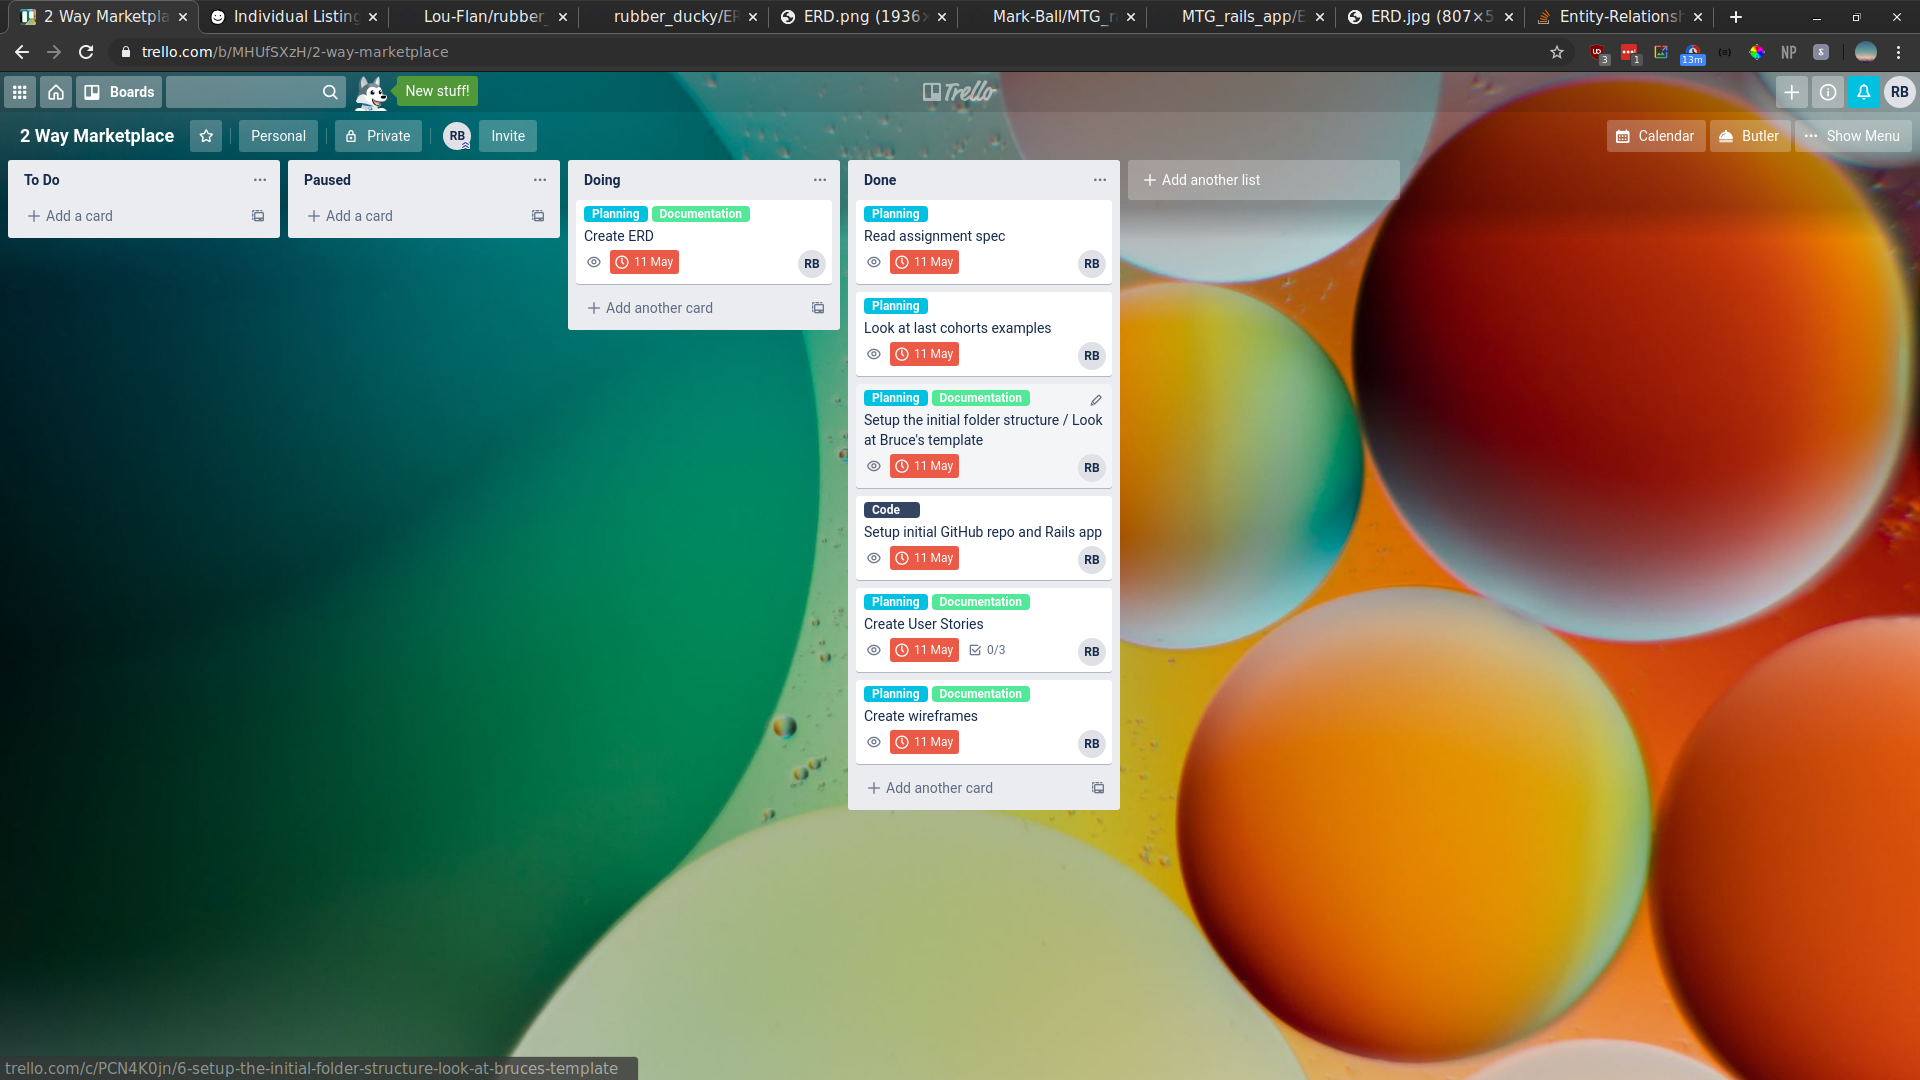 2 Way Marketpla
Individual Listing
Lou-Flan/rubber_
rubber_ducky/ER
ERD.png (1936×
Mark-Ball/MTG_r
MTG_rails_app/E
ERD.jpg (807×5
Entity-Relationsh
trello.com/b/MHUfSXzH/2-way-marketplace
3
1
13m
NP
Boards
New stuff!
Trello
RB
2 Way Marketplace
Personal
Private
RB
Invite
Calendar
Butler
Show Menu
To Do
Add a card
Paused
Add a card
Doing
Planning Documentation
Create ERD
11 May
RB
Add another card
Done
Planning
Read assignment spec
11 May
RB
Planning
Look at last cohorts examples
11 May
RB
Planning Documentation
Setup the initial folder structure / Look
at Bruce's template
11 May
RB
Code
Setup initial GitHub repo and Rails app
11 May
RB
Planning Documentation
Create User Stories
11 May 0/3
RB
Planning Documentation
Create wireframes
11 May
RB
Add another card
Add another list
trello.com/c/PCN4K0jn/6-setup-the-initial-folder-structure-look-at-bruces-template